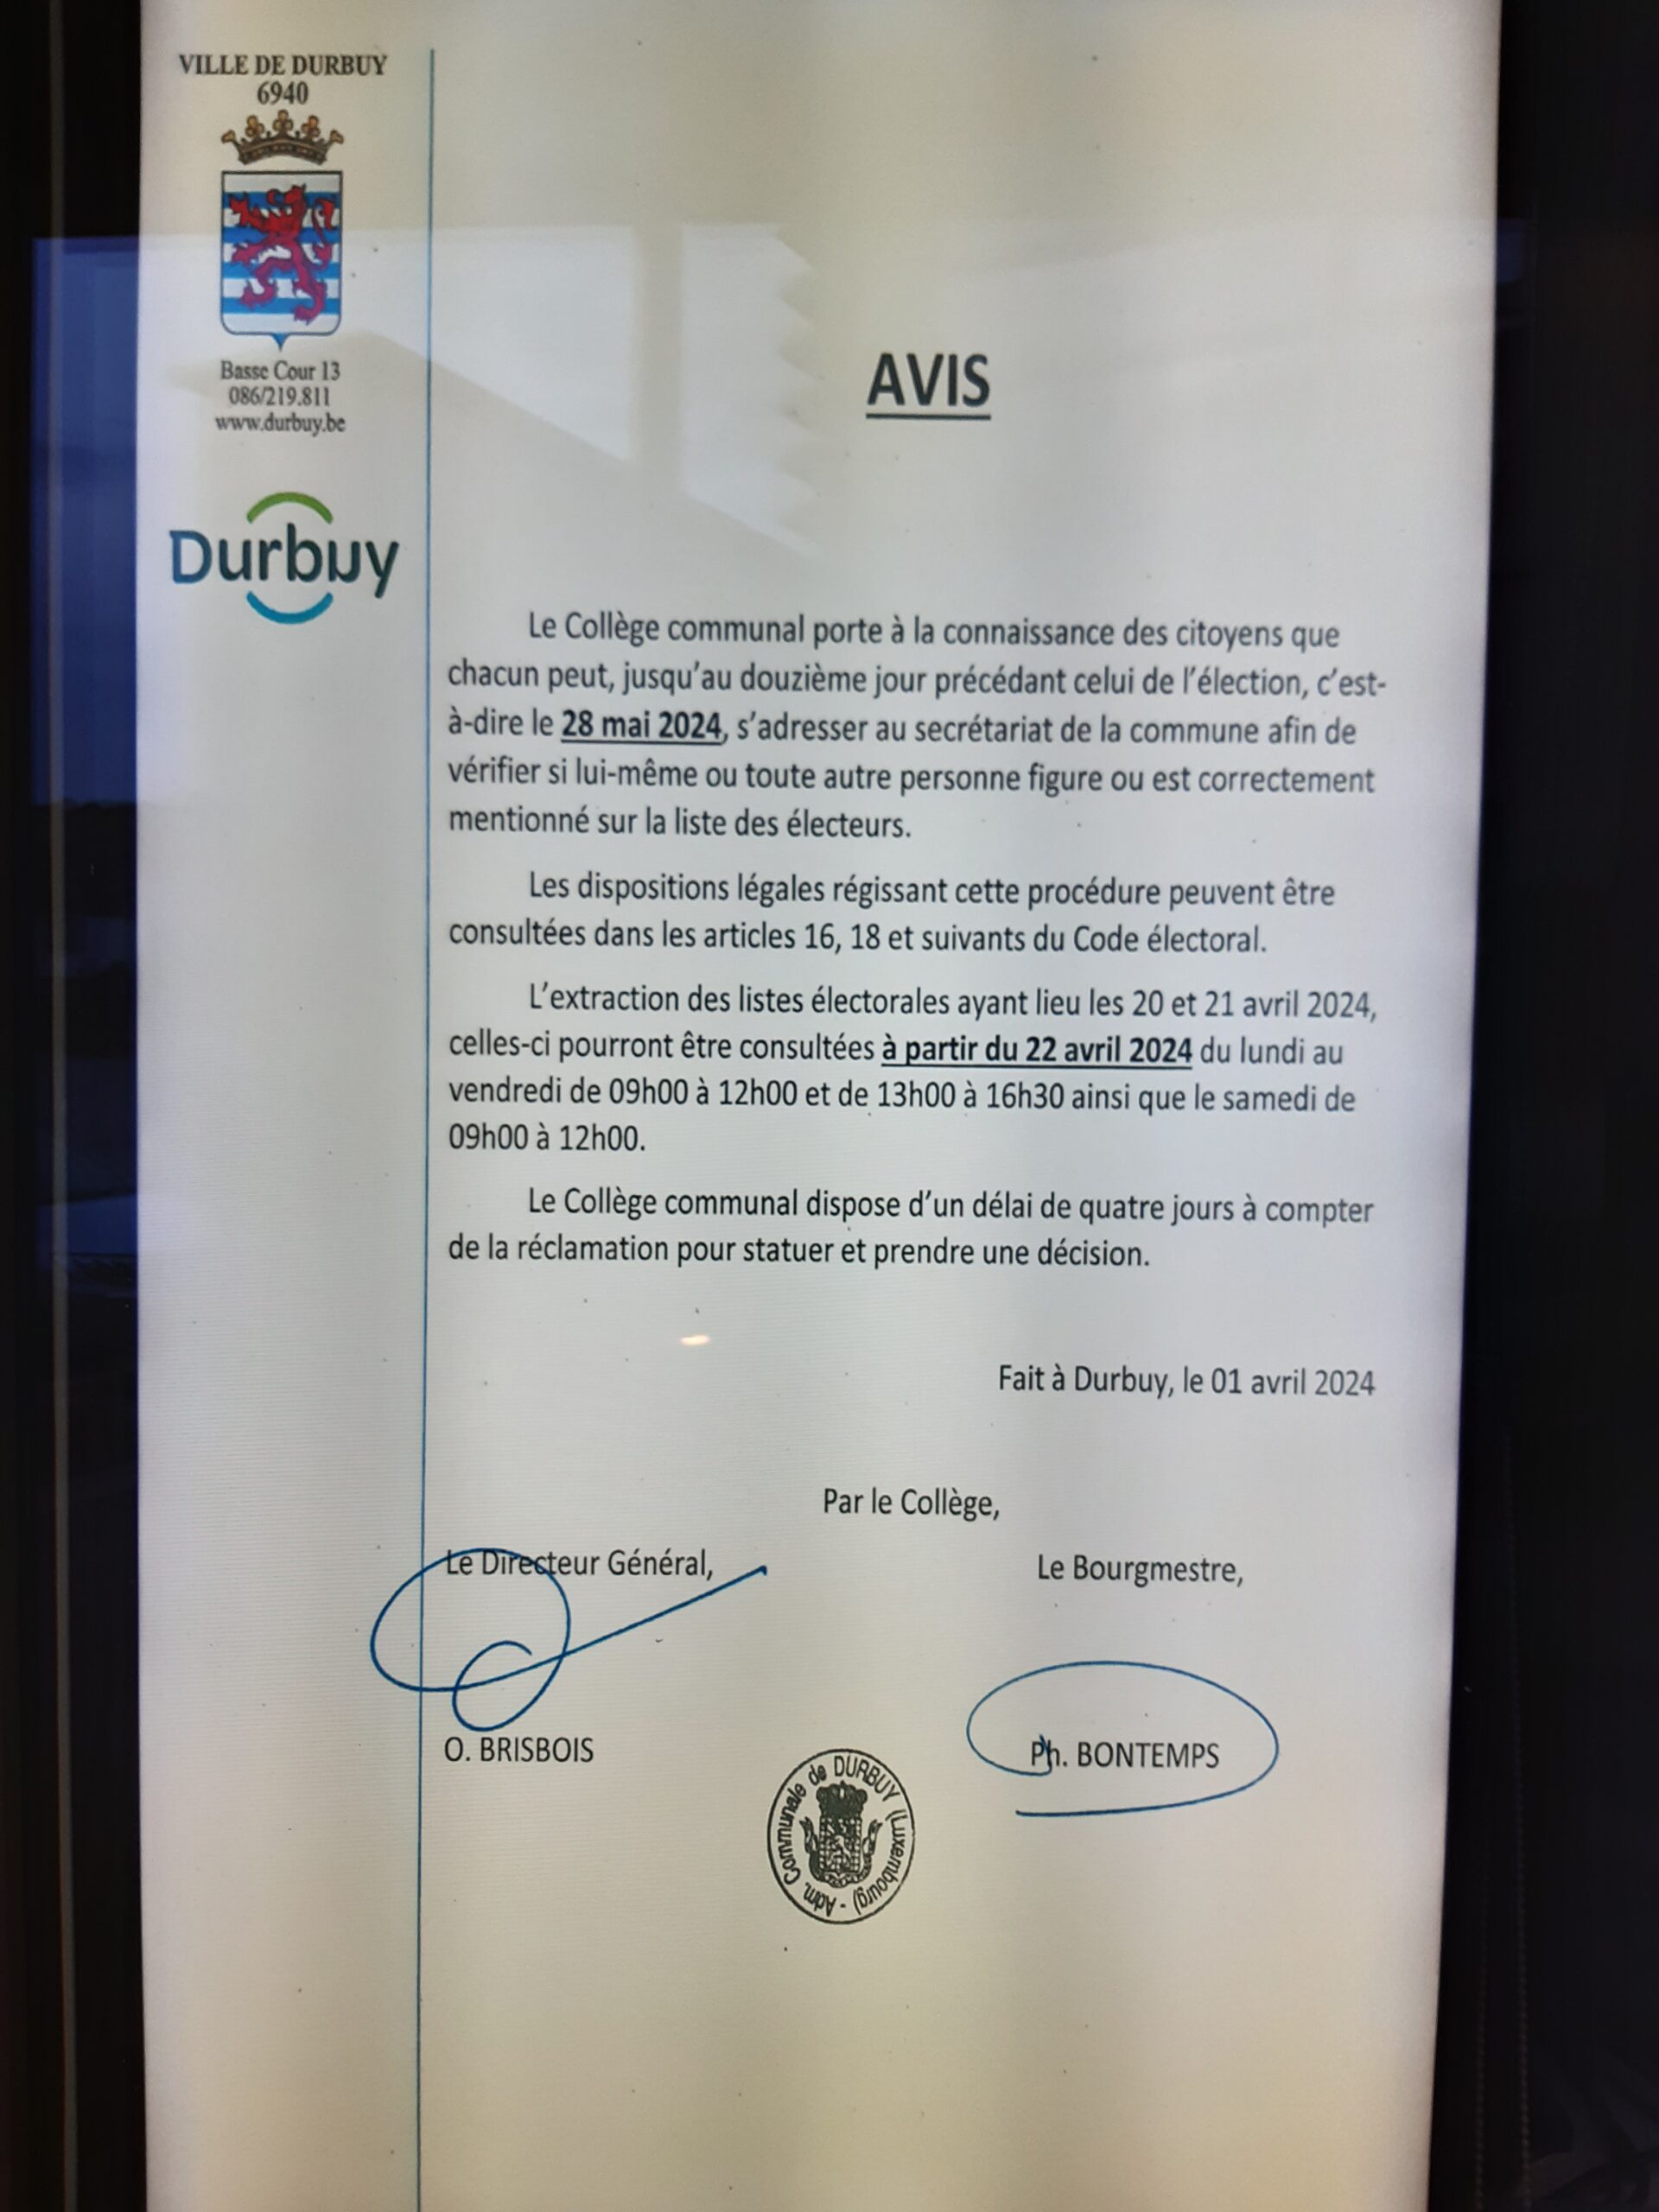 VILLE DE DURBUY
6940
Basse Cour 13
086/219.811
www.durbuy.be
Durbuy
AVIS
Le Collège communal porte à la connaissance des citoyens que
chacun peut, jusqu'au douzième jour précédant celui de l'élection, c'est-
à-dire le 28 mai 2024, s'adresser au secrétariat de la commune afin de
vérifier si lui-même ou toute autre personne figure ou est correctement
mentionné sur la liste des électeurs.
Les dispositions légales régissant cette procédure peuvent être
consultées dans les articles 16, 18 et suivants du Code électoral.
L'extraction des listes électorales ayant lieu les 20 et 21 avril 2024,
celles-ci pourront être consultées à partir du 22 avril 2024 du lundi au
vendredi de 09h00 à 12h00 et de 13h00 à 16h30 ainsi que le samedi de
09h00 à 12h00.
Le Collège communal dispose d'un délai de quatre jours à compter
de la réclamation pour statuer et prendre une décision.
Fait à Durbuy, le 01 avril 2024
Par le Collège,
Le Directeur Général,
Le Bourgmestre,
O. BRISBOIS
Ph. BONTEMPS
Adm. Communale de DURBUY (Luxembourg) -